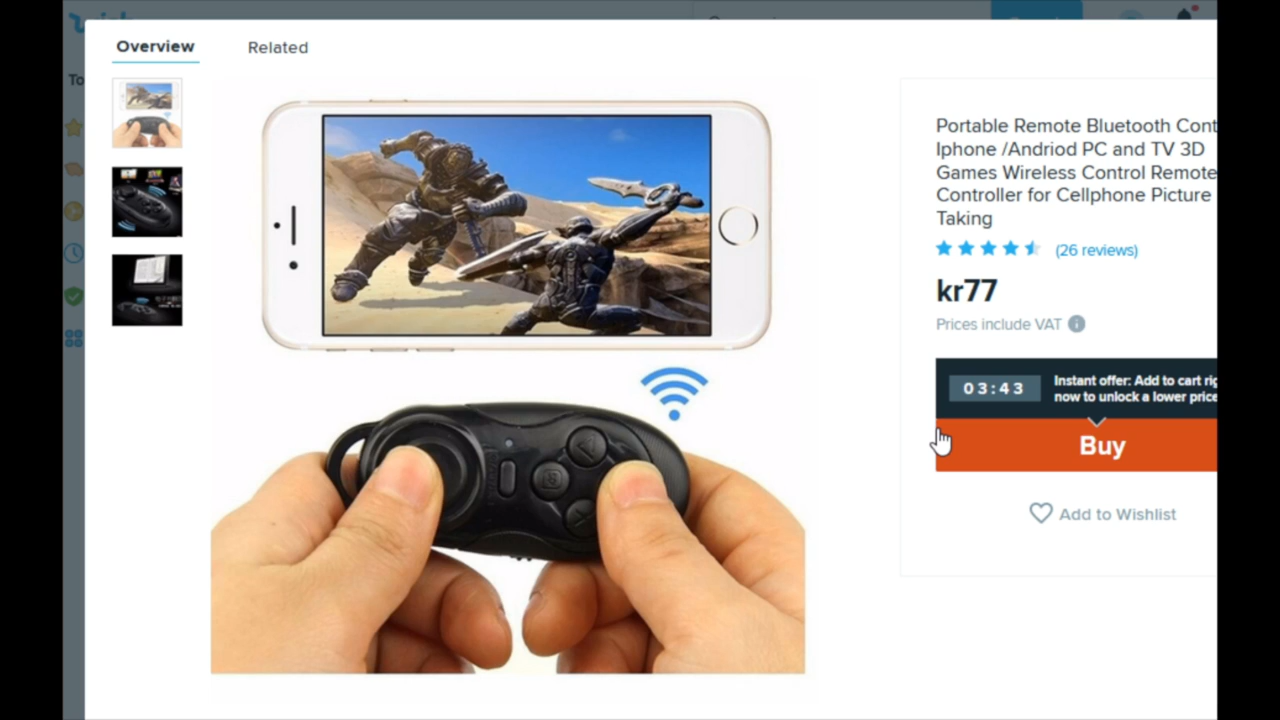 Overview
Related
To
Portable Remote Bluetooth Cont
Iphone /Andriod PC and TV 3D
Games Wireless Control Remote
Controller for Cellphone Picture
Taking
(26 reviews)
kr77
Prices include VAT
03:43
Instant offer: Add to cart rig
now to unlock a lower price
Buy
Add to Wishlist